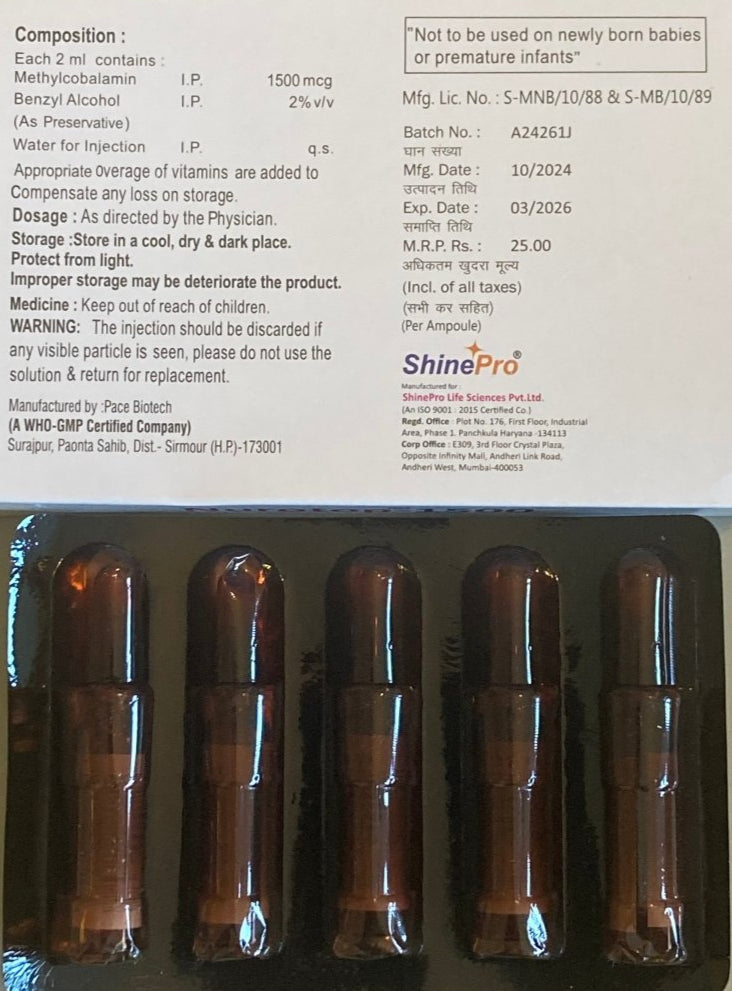 Composition :
Each 2 ml contains :
Methylcobalamin I.P. 1500 mcg
Benzyl Alcohol I.P. 2% v/v
(As Preservative)
Water for Injection I.P. q.s.
Appropriate Overage of vitamins are added to
Compensate any loss on storage.
Dosage : As directed by the Physician.
Storage :Store in a cool, dry & dark place.
Protect from light.
Improper storage may be deteriorate the product.
Medicine : Keep out of reach of children.
WARNING: The injection should be discarded if
any visible particle is seen, please do not use the
solution & return for replacement.
Manufactured by :Pace Biotech
(A WHO-GMP Certified Company)
Surajpur, Paonta Sahib, Dist.- Sirmour (H.P.)-173001
"Not to be used on newly born babies
or premature infants"
Mfg. Lic. No. : S-MNB/10/88 & S-MB/10/89
Batch No. : A24261J
घान संख्या
Mfg. Date : 10/2024
उत्पादन तिथि
Exp. Date : 03/2026
समाप्ति तिथि
M.R.P. Rs. : 25.00
अधिकतम खुदरा मूल्य
(Incl. of all taxes)
(सभी कर सहित)
(Per Ampoule)
ShinePro®
Manufactured for :
ShinePro Life Sciences Pvt.Ltd.
(An ISO 9001 : 2015 Certified Co.)
Regd. Office : Plot No. 176, First Floor, Industrial
Area, Phase 1, Panchkula Haryana -134113
Corp Office : E309, 3rd Floor Crystal Plaza,
Opposite Infinity Mall, Andheri Link Road,
Andheri West, Mumbai-400053